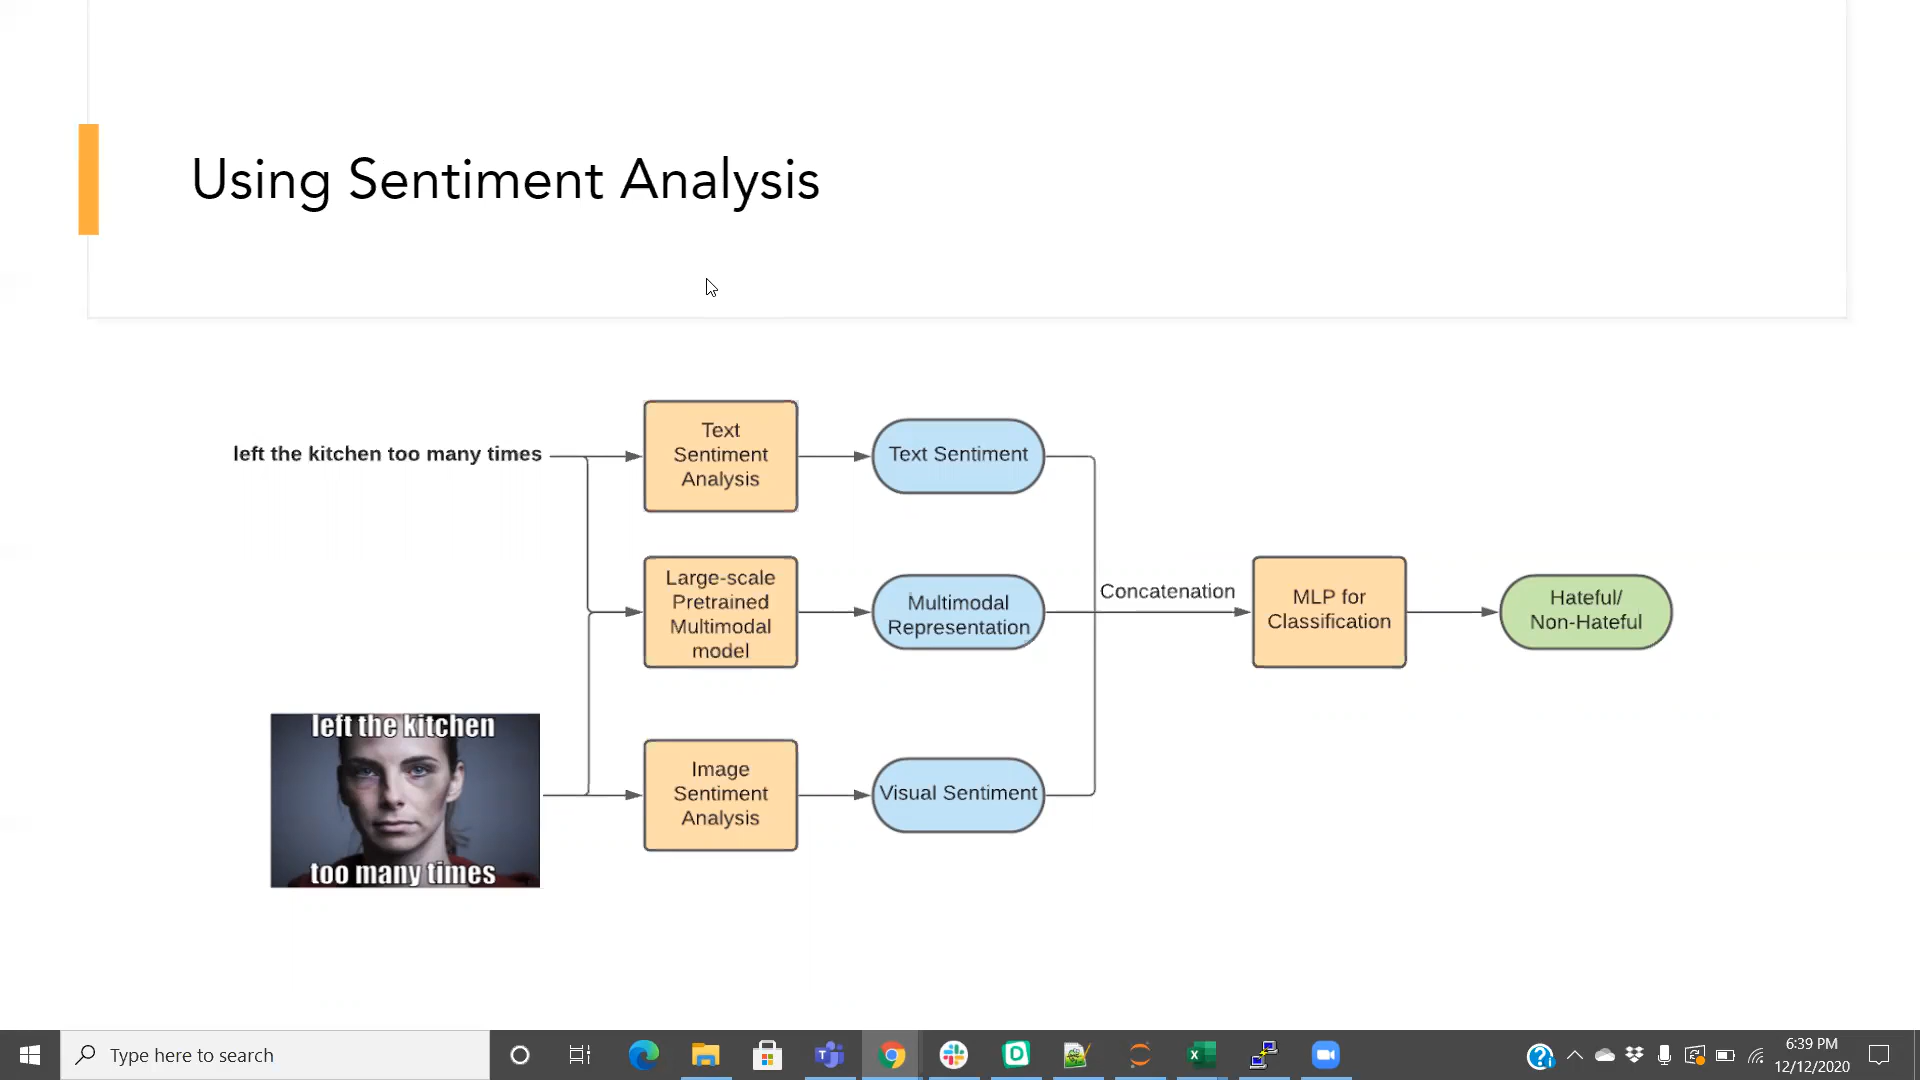 Using Sentiment Analysis
left the kitchen too many times
Text
Sentiment
Analysis
Text Sentiment
Large-scale
Pretrained
Multimodal
model
Multimodal
Representation
Concatenation
MLP for
Classification
Hateful/
Non-Hateful
left the kitchen
too many times
Image
Sentiment
Analysis
Visual Sentiment
Type here to search
6:39 PM
12/12/2020